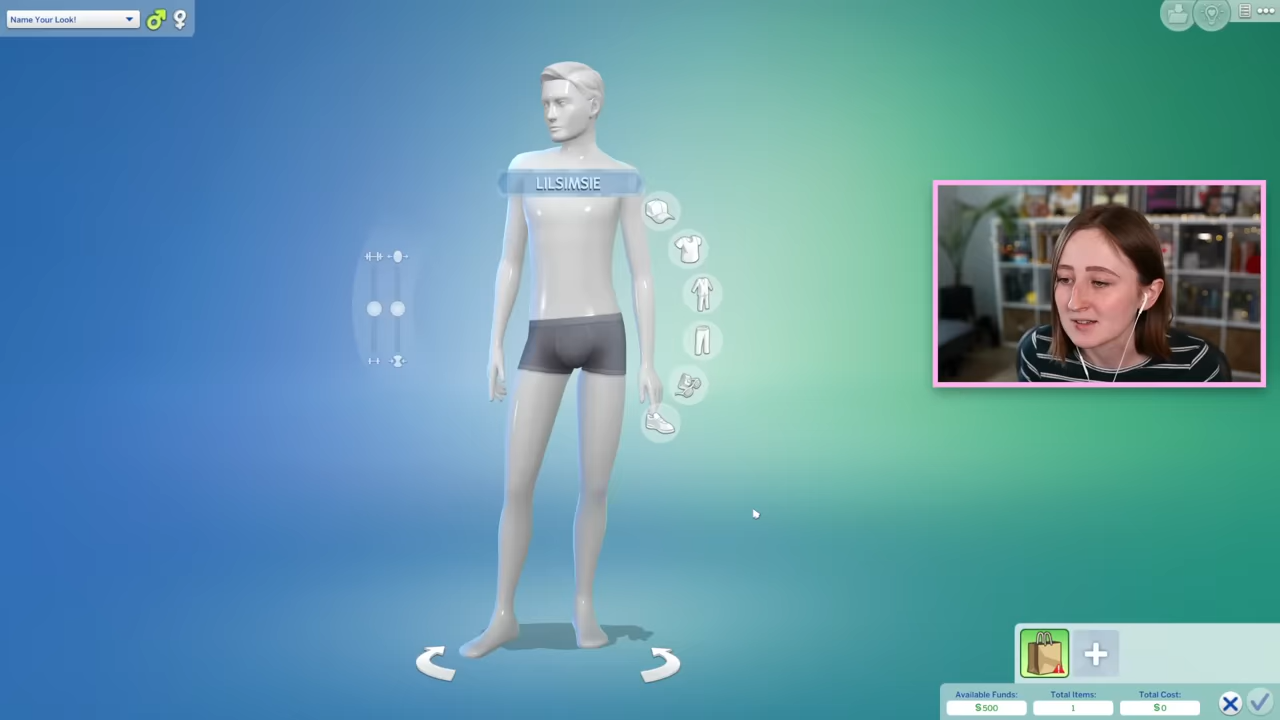 Name Your Look!
LILSIMSIE
Available Funds:
Total Items:
Total Cost:
$500
1
$0